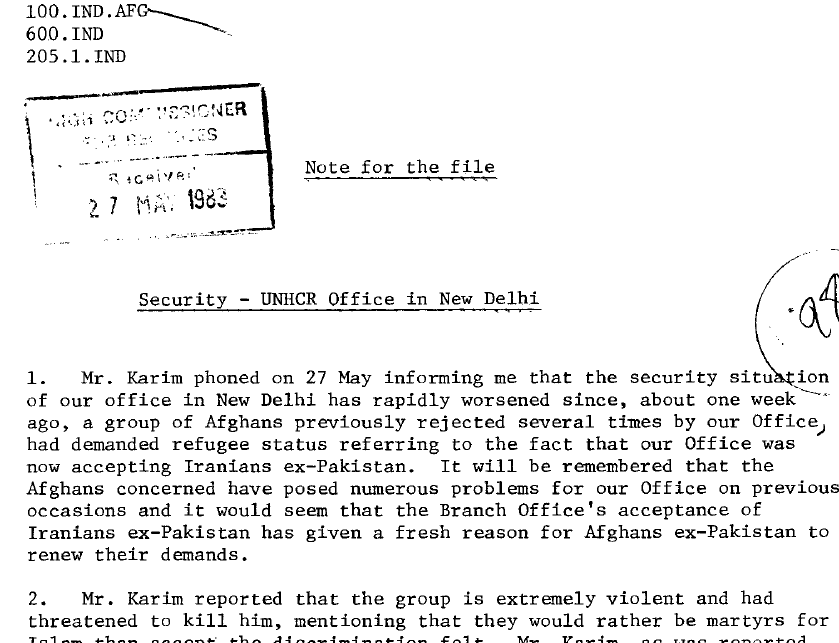 100.IND.AFG
600.IND
205.1.IND
HIGH COMMISSIONER
FOR REFUGEES
Received
27 MAY 1983
Note for the file
Security - UNHCR Office in New Delhi
1. Mr. Karim phoned on 27 May informing me that the security situation
of our office in New Delhi has rapidly worsened since, about one week
ago, a group of Afghans previously rejected several times by our Office,
had demanded refugee status referring to the fact that our Office was
now accepting Iranians ex-Pakistan. It will be remembered that the
Afghans concerned have posed numerous problems for our Office on previous
occasions and it would seem that the Branch Office's acceptance of
Iranians ex-Pakistan has given a fresh reason for Afghans ex-Pakistan to
renew their demands.
2. Mr. Karim reported that the group is extremely violent and had
threatened to kill him, mentioning that they would rather be martyrs for
Islam than accept the discrimination felt. Mr. Karim, as was reported